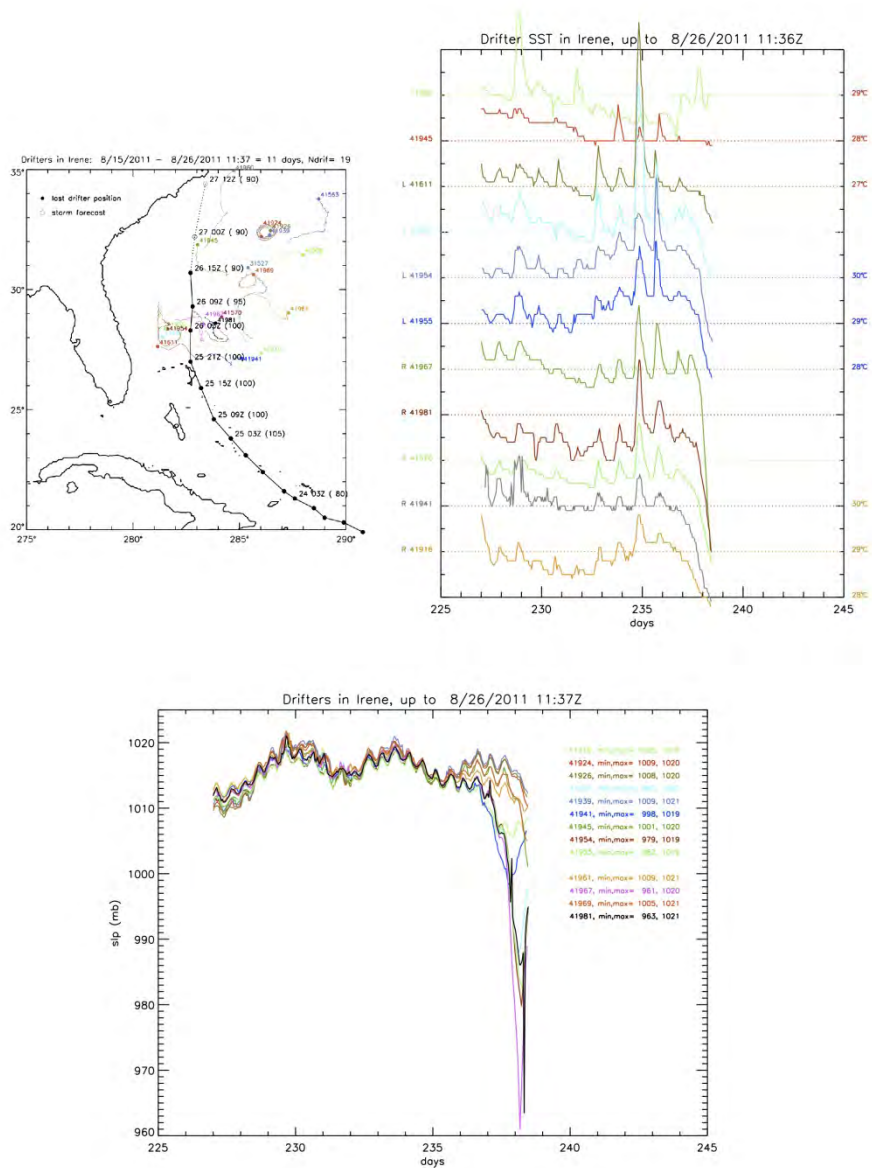 Drifter SST in Irene, up to 8/26/2011 11:36Z
29°C
41945
28°C
L 41611
27°C
L 41954
30°C
L 41955
29°C
R 41967
28°C
R 41981
R 41941
30°C
R 41916
29°C
28°C
225
230
235
240
245
days
Drifters in Irene: 8/15/2011 – 8/26/2011 11:37 = 11 days, Ndrif= 19
last drifter position
storm forecast
27 12Z ( 90)
27 00Z ( 90)
26 15Z ( 90)
26 09Z ( 95)
26 03Z (100)
25 21Z (100)
25 15Z (100)
25 09Z (100)
25 03Z (105)
24 03Z ( 80)
41553
41924
41939
41945
31527
41969
41961
41570
41981
41954
41611
41941
35°
30°
25°
20°
275°
280°
285°
290°
Drifters in Irene, up to 8/26/2011 11:37Z
slp (mb)
1020
1010
1000
990
980
970
960
225
230
235
240
245
days
41924, min,max= 1009, 1020
41926, min,max= 1008, 1020
41939, min,max= 1009, 1021
41941, min,max= 998, 1019
41945, min,max= 1001, 1020
41954, min,max= 979, 1019
41961, min,max= 1009, 1021
41967, min,max= 961, 1020
41969, min,max= 1005, 1021
41981, min,max= 963, 1021